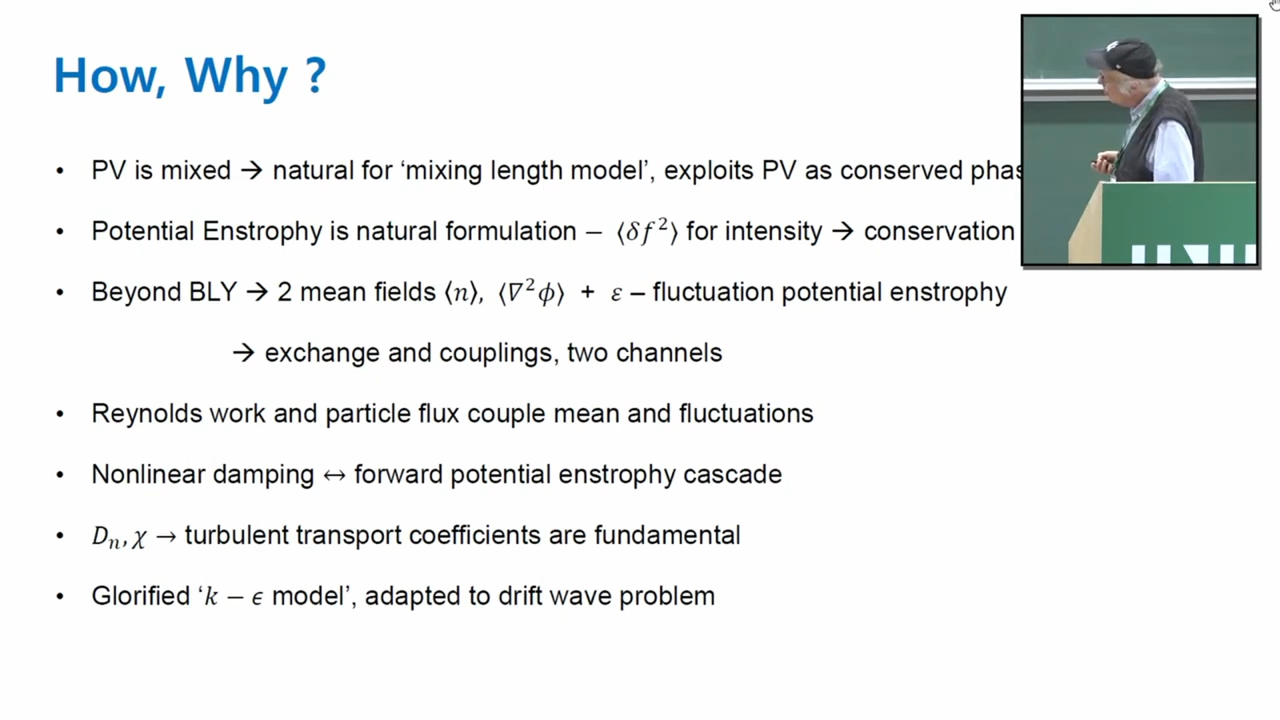 How, Why ?
• PV is mixed → natural for ‘mixing length model’, exploits PV as conserved
• Potential Enstrophy is natural formulation – ⟨δf²⟩ for intensity → conservation
• Beyond BLY → 2 mean fields ⟨n⟩, ⟨∇²ϕ⟩ + ε – fluctuation potential enstrophy
→ exchange and couplings, two channels
• Reynolds work and particle flux couple mean and fluctuations
• Nonlinear damping ↔ forward potential enstrophy cascade
• Dₙ, χ → turbulent transport coefficients are fundamental
• Glorified ‘k – ϵ model’, adapted to drift wave problem